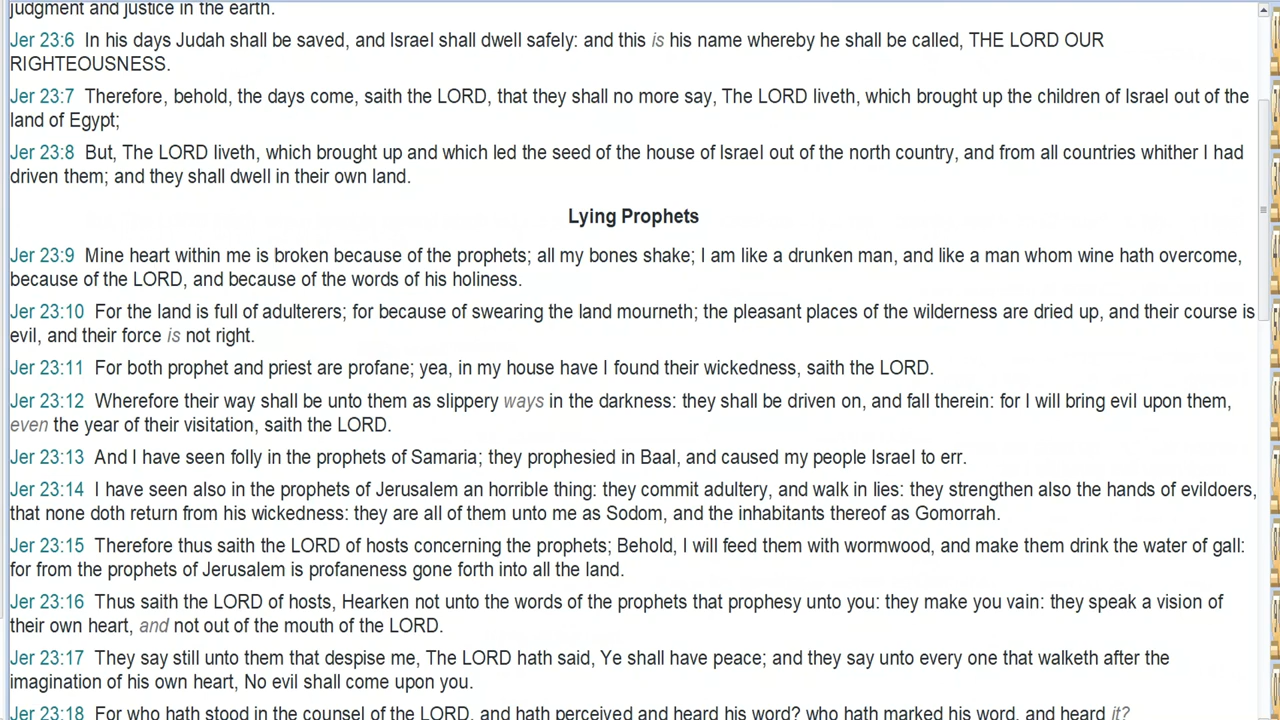 judgment and justice in the earth.
Jer 23:6 In his days Judah shall be saved, and Israel shall dwell safely: and this is his name whereby he shall be called, THE LORD OUR
RIGHTEOUSNESS.
Jer 23:7 Therefore, behold, the days come, saith the LORD, that they shall no more say, The LORD liveth, which brought up the children of Israel out of the
land of Egypt;
Jer 23:8 But, The LORD liveth, which brought up and which led the seed of the house of Israel out of the north country, and from all countries whither I had
driven them; and they shall dwell in their own land.
Lying Prophets
Jer 23:9 Mine heart within me is broken because of the prophets; all my bones shake; I am like a drunken man, and like a man whom wine hath overcome,
because of the LORD, and because of the words of his holiness.
Jer 23:10 For the land is full of adulterers; for because of swearing the land mourneth; the pleasant places of the wilderness are dried up, and their course is
evil, and their force is not right.
Jer 23:11 For both prophet and priest are profane; yea, in my house have I found their wickedness, saith the LORD.
Jer 23:12 Wherefore their way shall be unto them as slippery ways in the darkness: they shall be driven on, and fall therein: for I will bring evil upon them,
even the year of their visitation, saith the LORD.
Jer 23:13 And I have seen folly in the prophets of Samaria; they prophesied in Baal, and caused my people Israel to err.
Jer 23:14 I have seen also in the prophets of Jerusalem an horrible thing: they commit adultery, and walk in lies: they strengthen also the hands of evildoers,
that none doth return from his wickedness: they are all of them unto me as Sodom, and the inhabitants thereof as Gomorrah.
Jer 23:15 Therefore thus saith the LORD of hosts concerning the prophets; Behold, I will feed them with wormwood, and make them drink the water of gall:
for from the prophets of Jerusalem is profaneness gone forth into all the land.
Jer 23:16 Thus saith the LORD of hosts, Hearken not unto the words of the prophets that prophesy unto you: they make you vain: they speak a vision of
their own heart, and not out of the mouth of the LORD.
Jer 23:17 They say still unto them that despise me, The LORD hath said, Ye shall have peace; and they say unto every one that walketh after the
imagination of his own heart, No evil shall come upon you.
Jer 23:18 For who hath stood in the counsel of the LORD, and hath perceived and heard his word? who hath marked his word, and heard it?